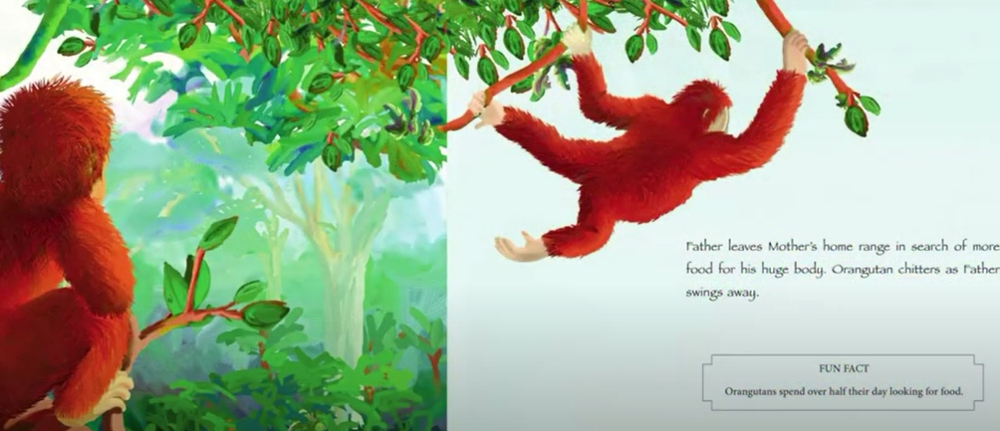 Father leaves Mother's home range in search of more
food for his huge body. Orangutan chitters as Father
swings away.
FUN FACT
Orangutans spend over half their day looking for food.